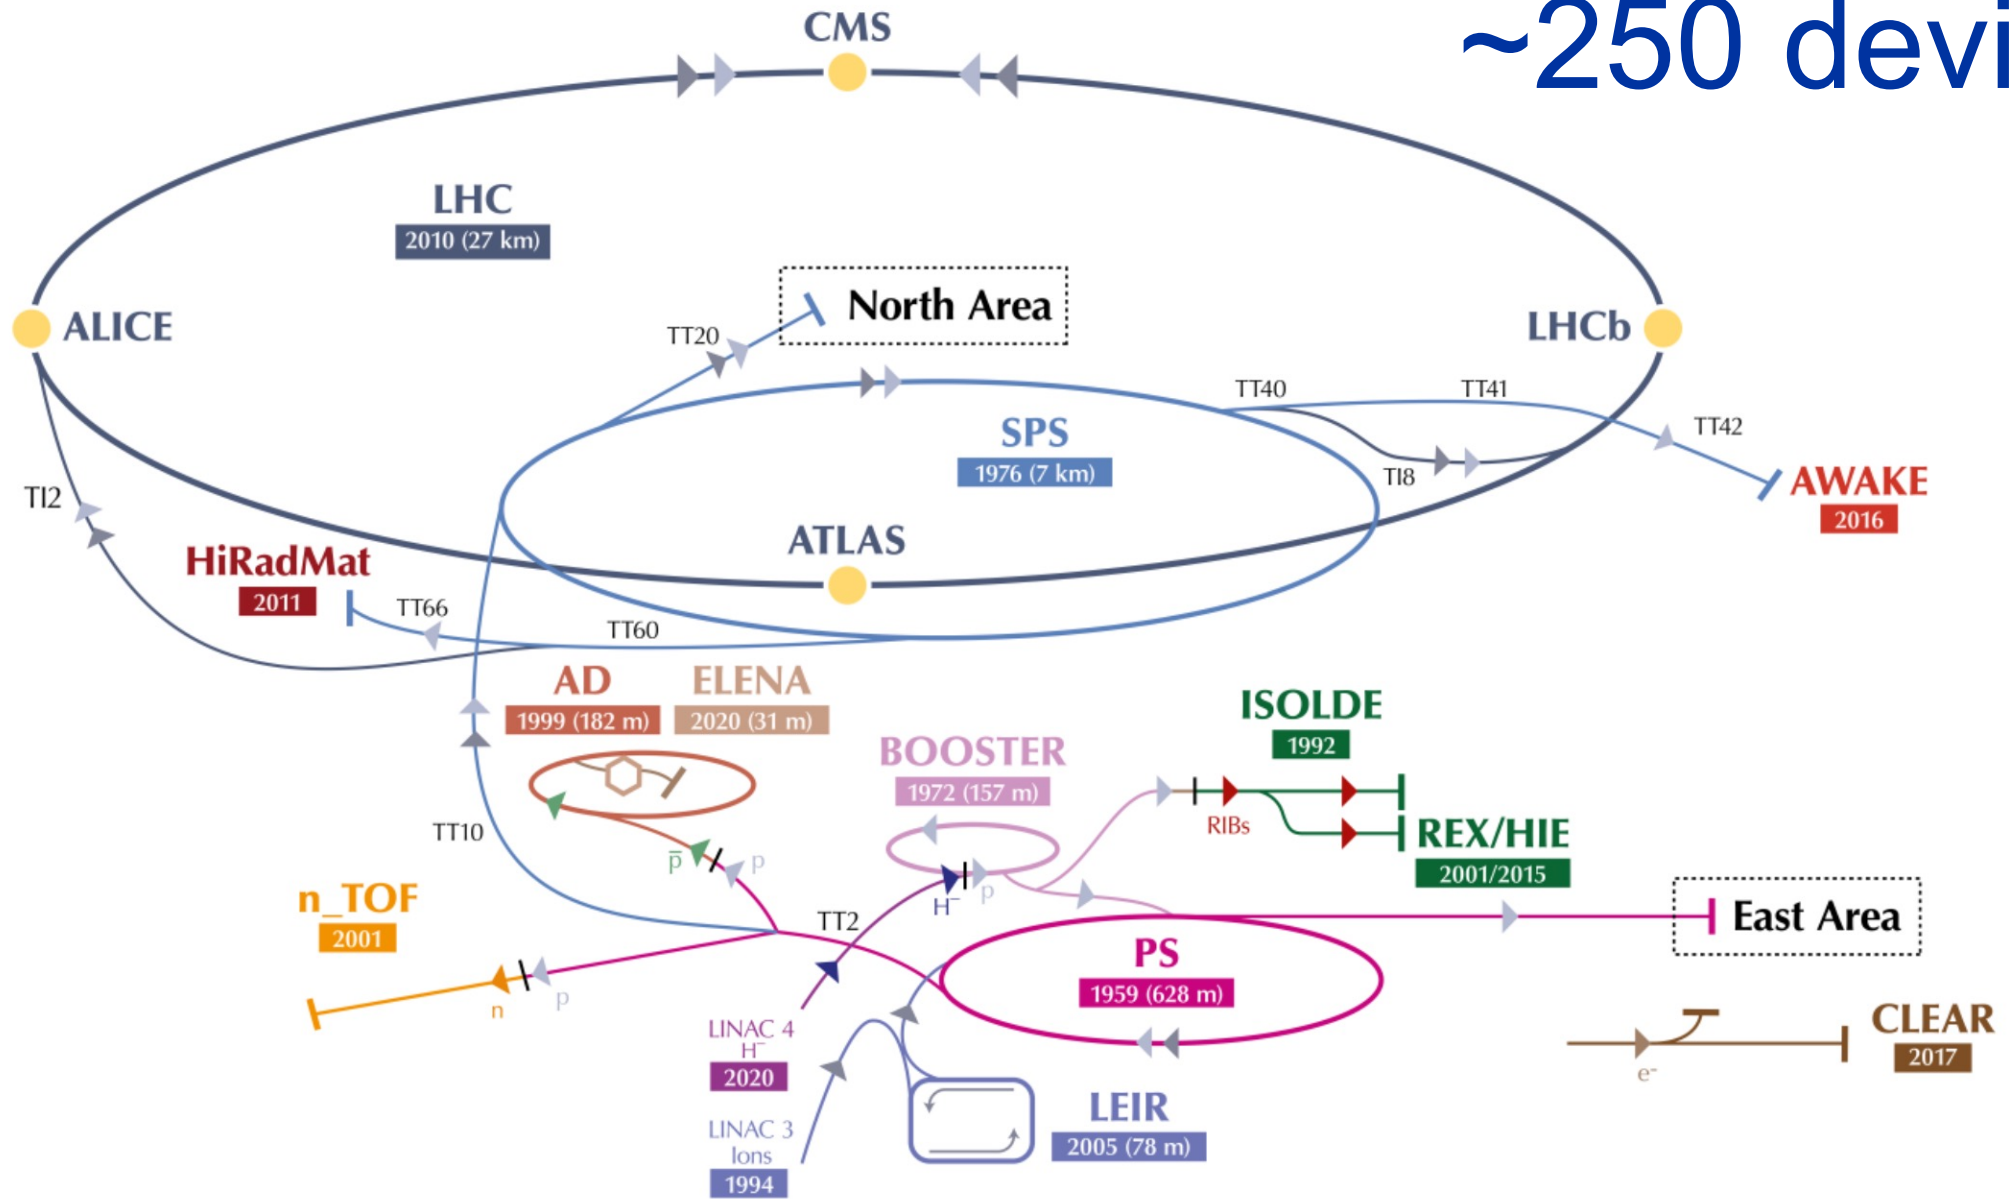 ~250 devi
CMS
LHC
2010 (27 km)
North Area
TT20
ALICE
LHCb
TT40
TT41
TT42
SPS
1976 (7 km)
TI8
AWAKE
2016
TI2
ATLAS
HiRadMat
2011
TT66
TT60
AD
1999 (182 m)
ELENA
2020 (31 m)
ISOLDE
1992
BOOSTER
1972 (157 m)
RIBs
REX/HIE
2001/2015
TT10
p̅
p
H⁻
p
n_TOF
2001
TT2
East Area
PS
1959 (628 m)
n
p
LINAC 4
H⁻
2020
CLEAR
2017
e⁻
LEIR
2005 (78 m)
LINAC 3
Ions
1994